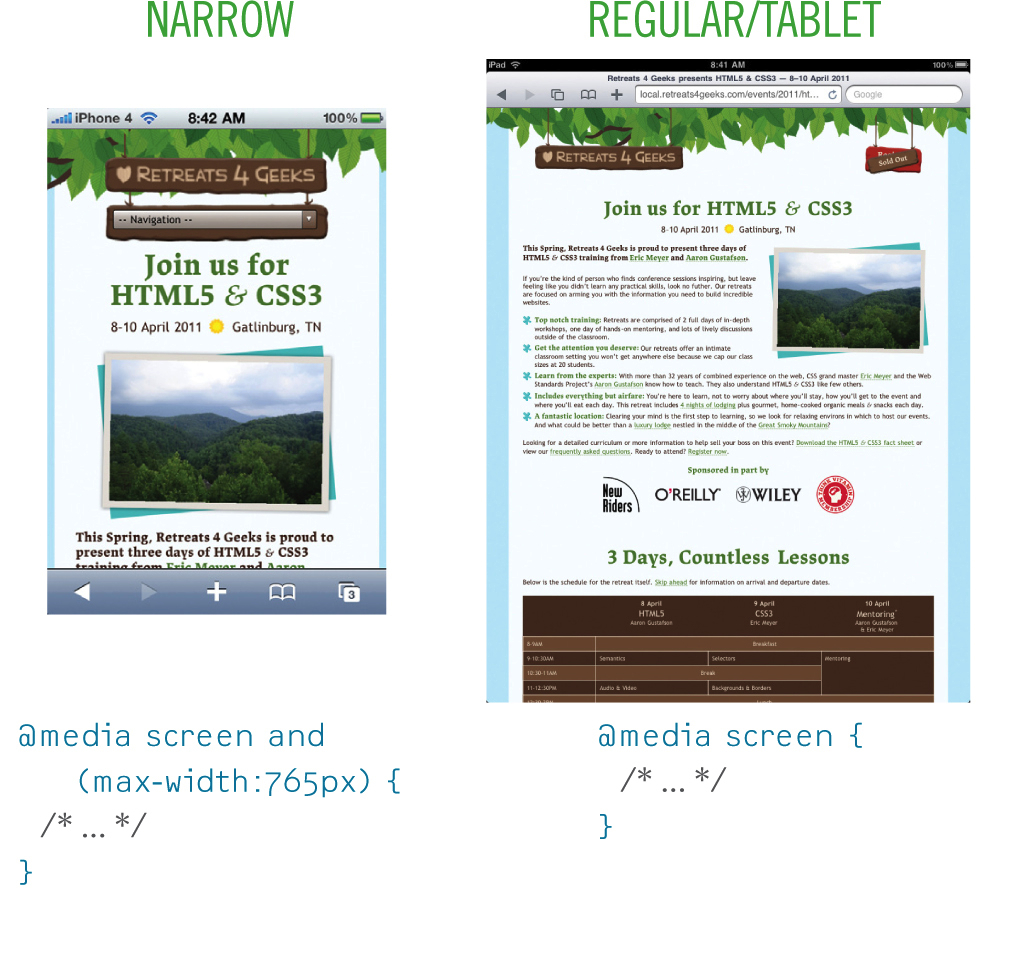 NARROW
REGULAR/TABLET
iPhone 4 8:42 AM 100%
RETREATS 4 GEEKS
-- Navigation --
Join us for
HTML5 & CSS3
8-10 April 2011 Gatlinburg, TN
This Spring, Retreats 4 Geeks is proud to
present three days of HTML5 & CSS3
training from Eric Meyer and Aaron
3
iPad 8:41 AM 100%
Retreats 4 Geeks presents HTML5 & CSS3 — 8–10 April 2011
local.retreats4geeks.com/events/2011/ht... Google
RETREATS 4 GEEKS
Sold Out
Join us for HTML5 & CSS3
8-10 April 2011 Gatlinburg, TN
This Spring, Retreats 4 Geeks is proud to present three days of
HTML5 & CSS3 training from Eric Meyer and Aaron Gustafson.
If you're the kind of person who finds conference sessions inspiring, but leave
feeling like you didn't learn any practical skills, look no futher. Our retreats
are focused on arming you with the information you need to build incredible
websites.
Top notch training: Retreats are comprised of 2 full days of in-depth
workshops, one day of hands-on mentoring, and lots of lively discussions
outside of the classroom.
Get the attention you deserve: Our retreats offer an intimate
classroom setting you won't get anywhere else because we cap our class
sizes at 20 students.
Learn from the experts: With more than 32 years of combined experience on the web, CSS grand master Eric Meyer and the Web
Standards Project's Aaron Gustafson know how to teach. They also understand HTML5 & CSS3 like few others.
Includes everything but airfare: You're here to learn, not to worry about where you'll stay, how you'll get to the event and
where you'll eat each day. This retreat includes 4 nights of lodging plus gourmet, home-cooked organic meals & snacks each day.
A fantastic location: Clearing your mind is the first step to learning, so we look for relaxing environs in which to host our events.
And what could be better than a luxury lodge nestled in the middle of the Great Smoky Mountains?
Looking for a detailed curriculum or more information to help sell your boss on this event? Download the HTML5 & CSS3 fact sheet or
view our frequently asked questions. Ready to attend? Register now.
Sponsored in part by
New
Riders
O'REILLY
WILEY
THINK VITAMIN
MEMBERSHIP
3 Days, Countless Lessons
Below is the schedule for the retreat itself. Skip ahead for information on arrival and departure dates.
8 April 9 April 10 April
HTML5 CSS3 Mentoring*
Aaron Gustafson Eric Meyer Aaron Gustafson
& Eric Meyer
8-9AM Breakfast
9-10:30AM Semantics Selectors Mentoring
10:30-11AM Break
11-12:30PM Audio & Video Backgrounds & Borders
@media screen and
(max-width:765px) {
/* ... */
}
@media screen {
/* ... */
}